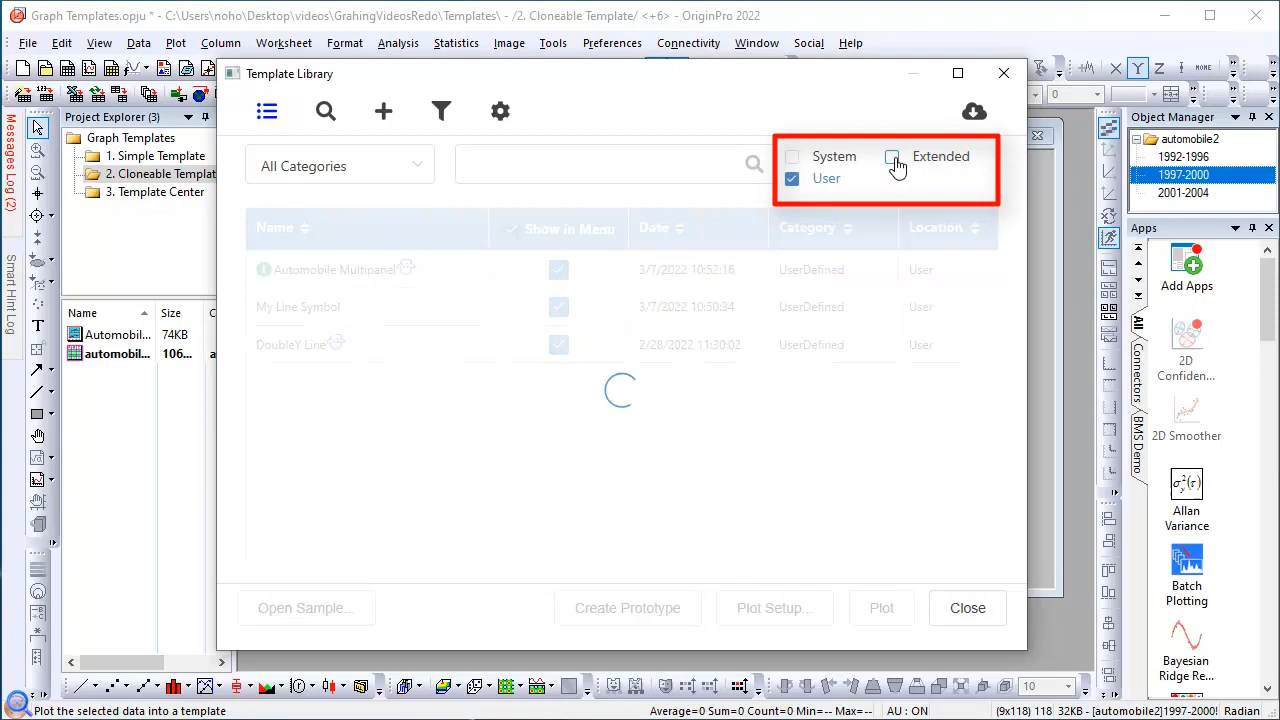 Graph Templates.opju * - C:\Users\noho\Desktop\videos\GrahingVideosRedo\Templates\ - /2. Cloneable Template/ <+6> - OriginPro 2022
File Edit View Data Plot Column Worksheet Format Analysis Statistics Image Tools Preferences Connectivity Window Social Help
Template Library
Project Explorer (3)
Graph Templates
1. Simple Template
2. Cloneable Template
3. Template Center
Messages Log (2)
Smart Hint Log
Name Size
Automobil... 74KB
automobil... 106... a
All Categories
System Extended
User
Name Show in Menu Date Category Location
Automobile Multipanel 3/7/2022 10:52:16 UserDefined User
My Line Symbol 3/7/2022 10:50:34 UserDefined User
DoubleY Line 2/28/2022 11:30:02 UserDefined User
Open Sample... Create Prototype Plot Setup... Plot Close
X Y Z
0
Object Manager
automobile2
1992-1996
1997-2000
2001-2004
Apps
All
Connectors
BMS Demo
Add Apps
2D
Confiden...
2D Smoother
Allan
Variance
Batch
Plotting
Bayesian
Ridge Re...
10
Plot the selected data into a template
Average=0 Sum=0 Count=0 Min=-- Max=-- AU : ON (9x118) 118 32KB - [automobile2]1997-2000! Radian